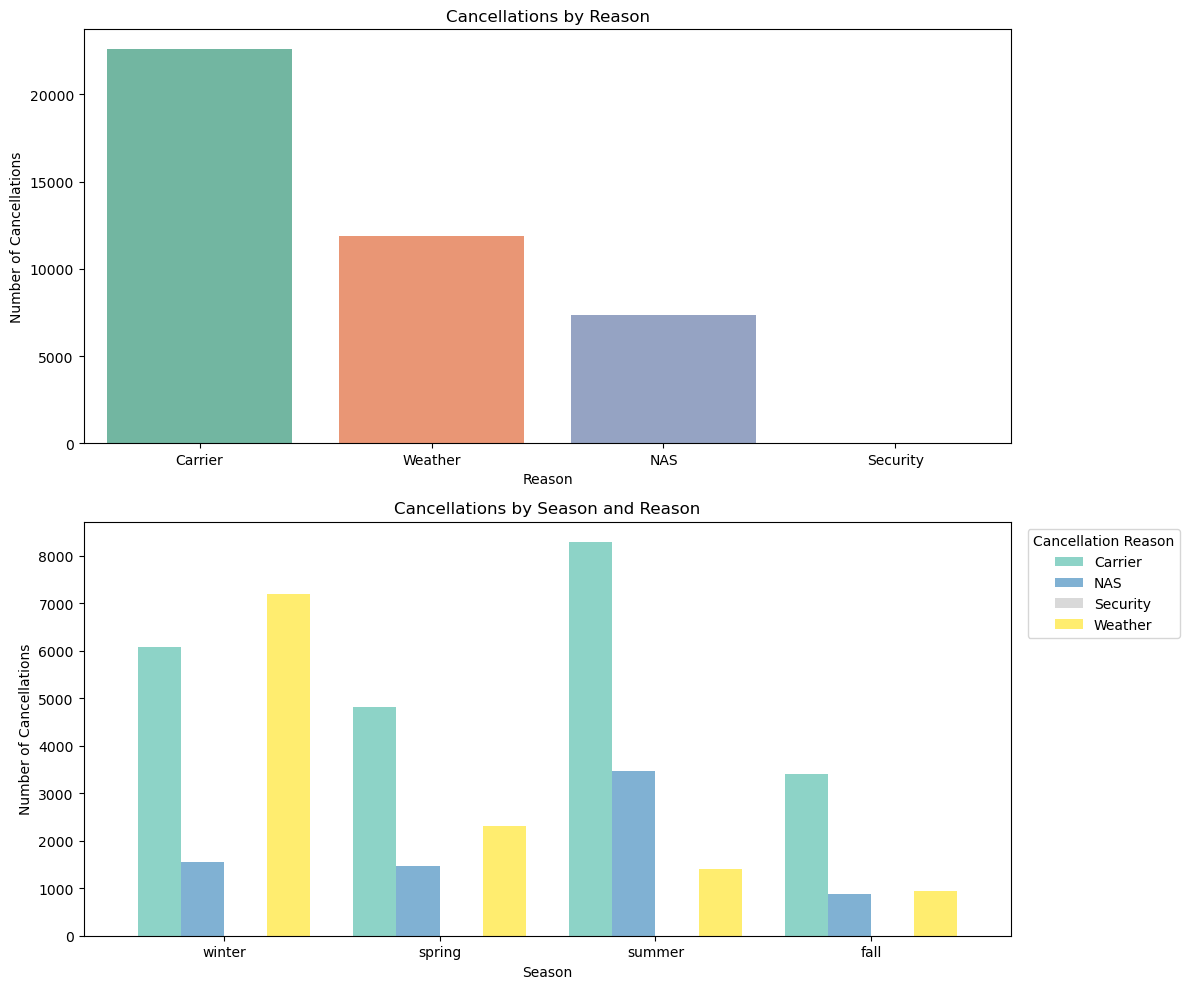 Cancellations by Reason
Number of Cancellations
20000
15000
10000
5000
0
Carrier Weather NAS Security
Reason
Cancellations by Season and Reason
Number of Cancellations
8000
7000
6000
5000
4000
3000
2000
1000
0
winter spring summer fall
Season
Cancellation Reason
Carrier
NAS
Security
Weather